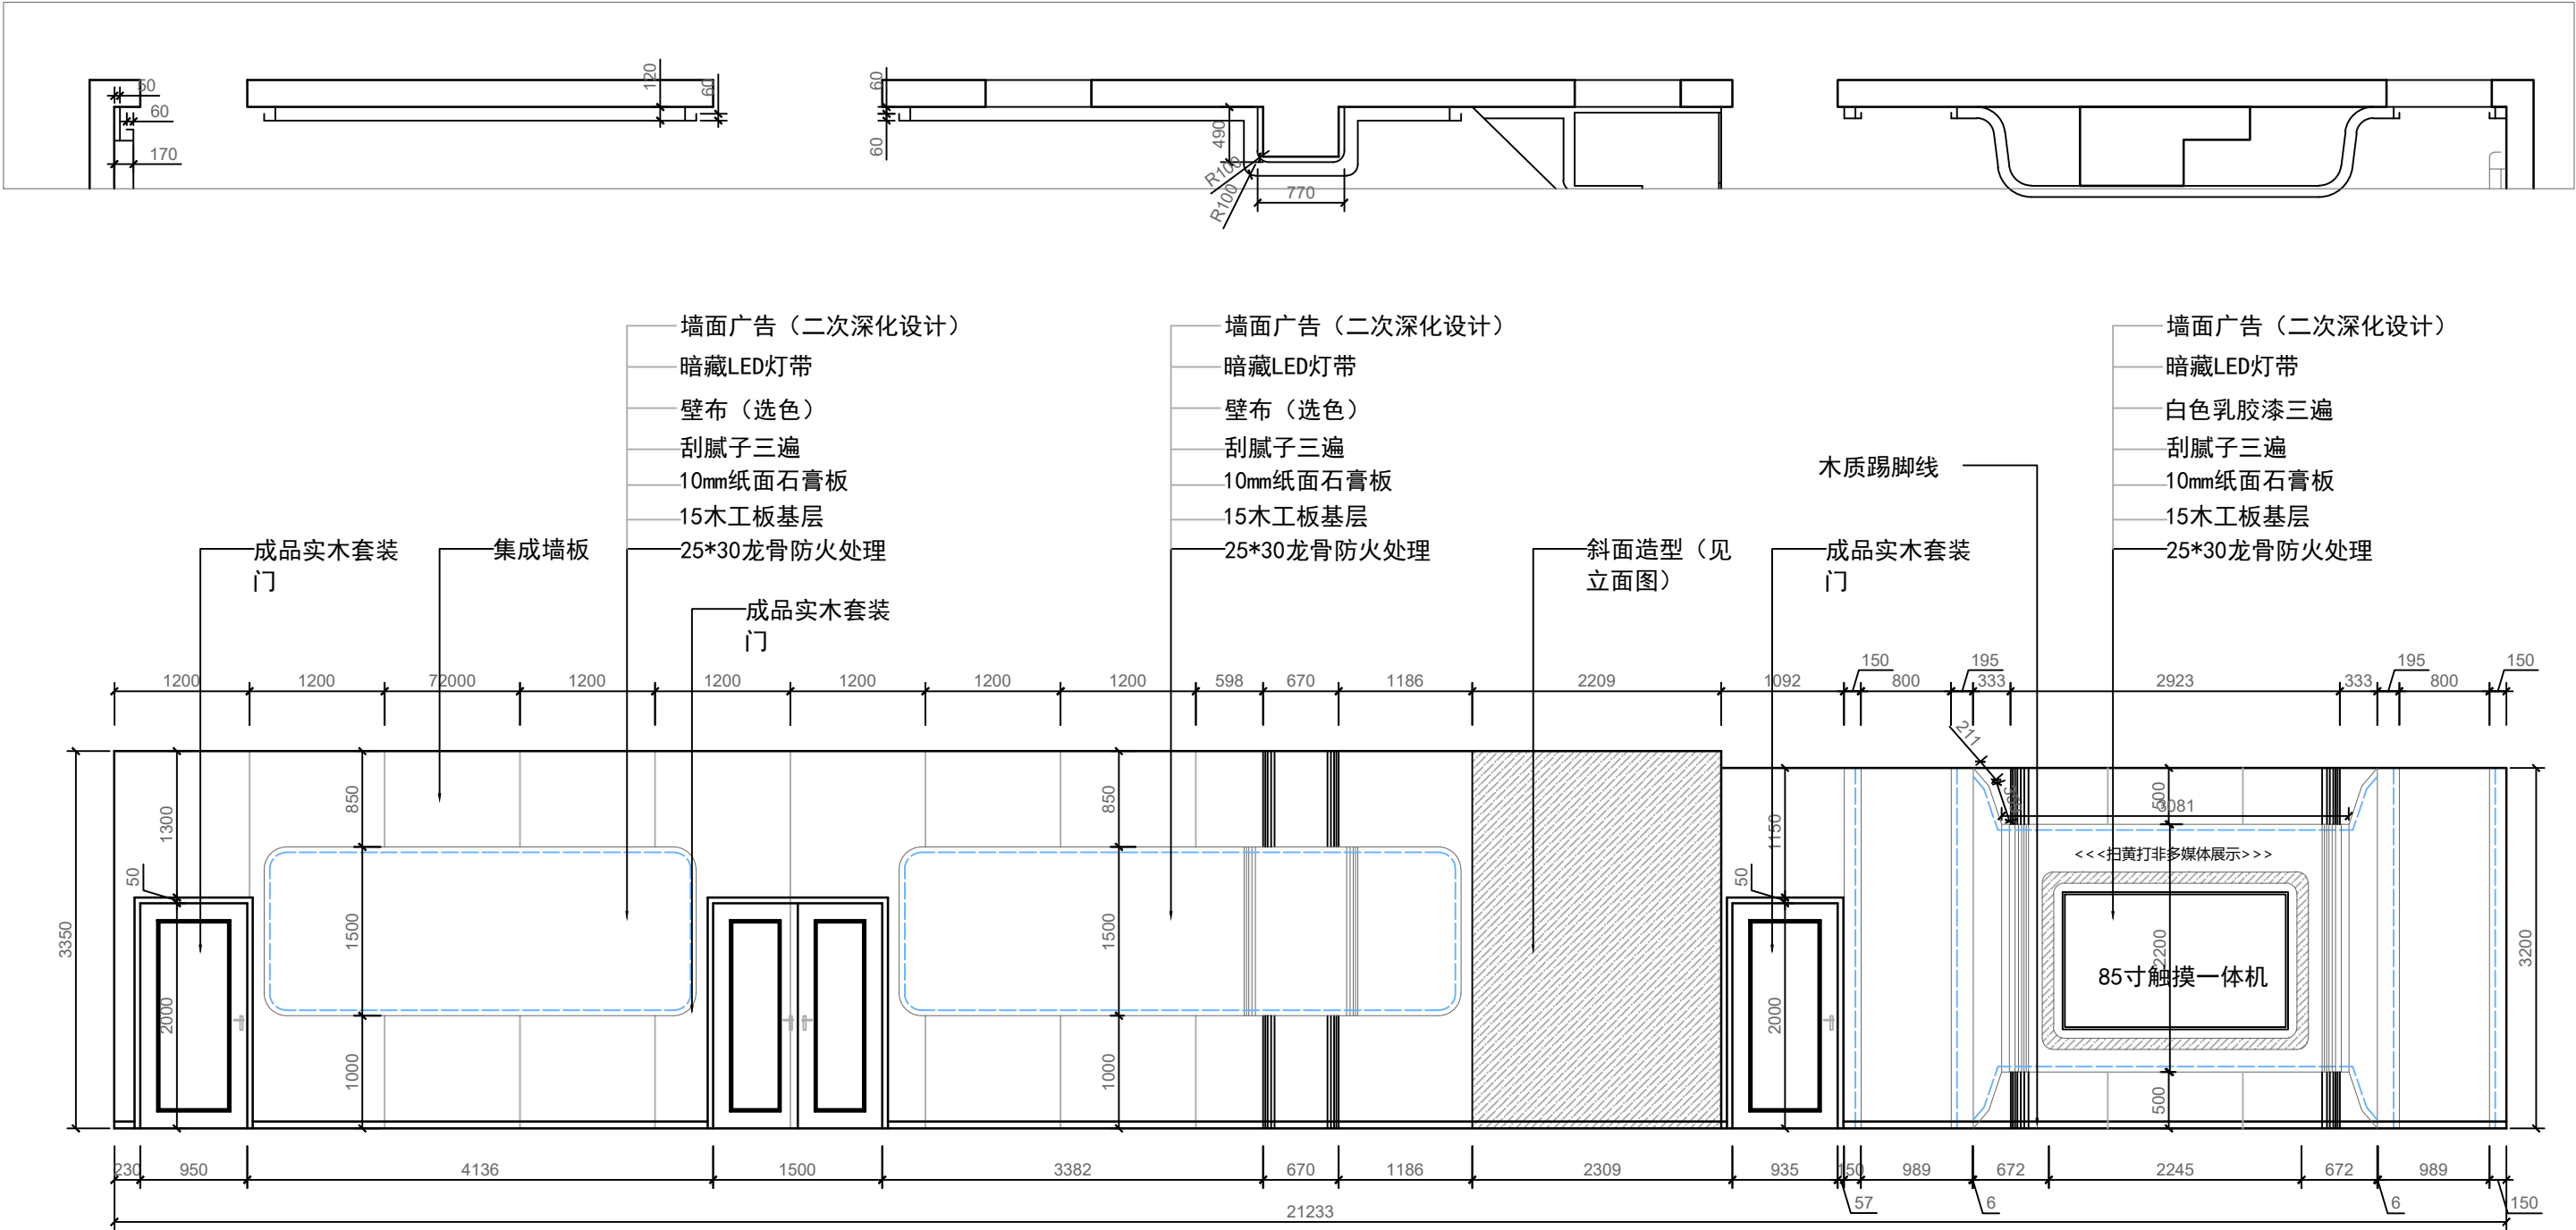 50
60
170
120
60
60
60
490
R100
R100
770
墙面广告（二次深化设计）
暗藏LED灯带
壁布（选色）
刮腻子三遍
10mm纸面石膏板
15木工板基层
25*30龙骨防火处理
墙面广告（二次深化设计）
暗藏LED灯带
壁布（选色）
刮腻子三遍
10mm纸面石膏板
15木工板基层
25*30龙骨防火处理
墙面广告（二次深化设计）
暗藏LED灯带
白色乳胶漆三遍
刮腻子三遍
10mm纸面石膏板
15木工板基层
25*30龙骨防火处理
木质踢脚线
成品实木套装
门
集成墙板
成品实木套装
门
斜面造型（见
立面图）
成品实木套装
门
1200
1200
72000
1200
1200
1200
1200
1200
598
670
1186
2209
1092
150
800
195
333
2923
333
195
800
150
211
3350
1300
50
2000
850
1500
1000
850
1500
1000
1150
50
2000
500
3081
2200
500
3200
<<<扫黄打非多媒体展示>>>
85寸触摸一体机
230
950
4136
1500
3382
670
1186
2309
935
150
57
989
6
672
2245
672
6
989
150
21233